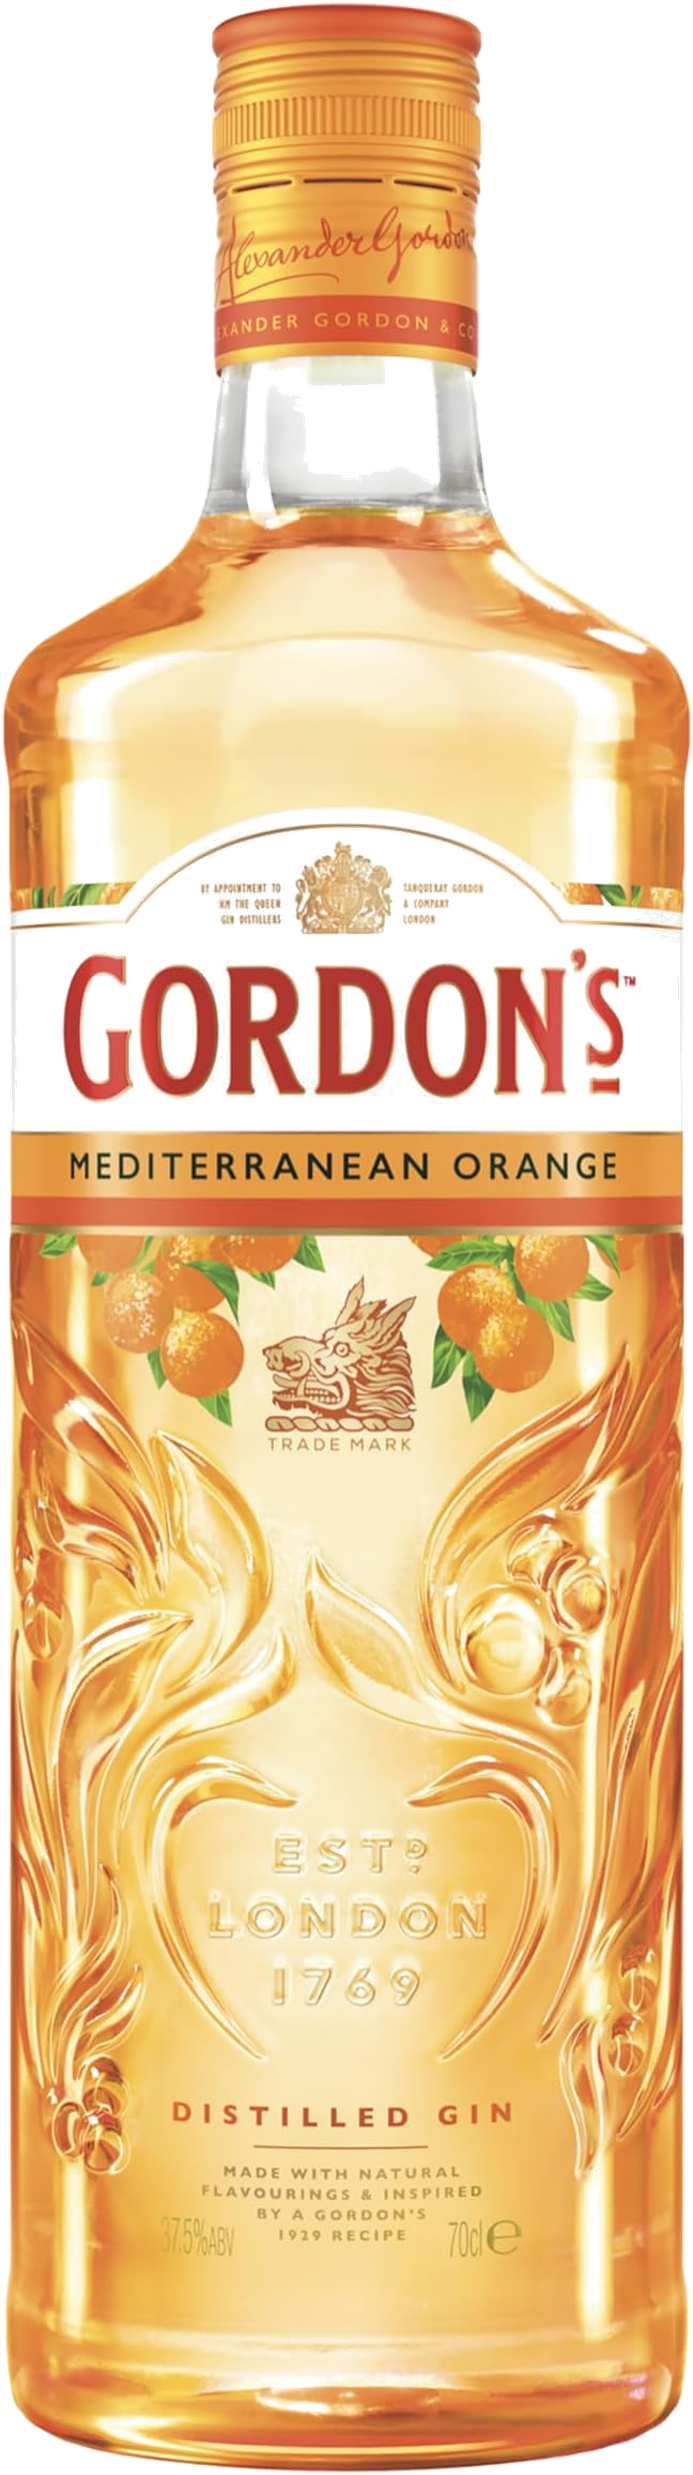 Alexander Gordon
EXANDER GORDON & CO
BY APPOINTMENT TO
HM THE QUEEN
GIN DISTILLERS
TANQUERAY GORDON
& COMPANY
LONDON
GORDON'S™
MEDITERRANEAN ORANGE
TRADE MARK
ESTD
LONDON
1769
DISTILLED GIN
MADE WITH NATURAL
FLAVOURINGS & INSPIRED
BY A GORDON'S
1929 RECIPE
37.5%ABV
70cl e